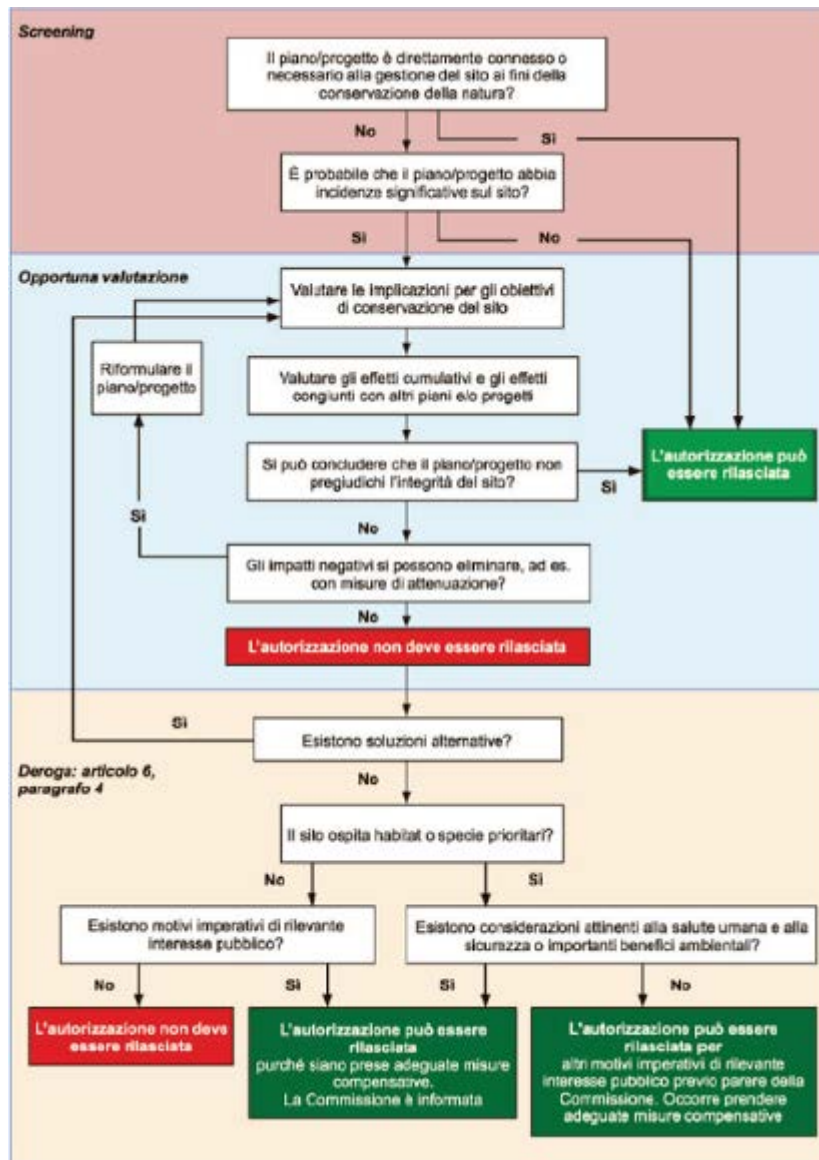 Screening
Il piano/progetto è direttamente connesso o
necessario alla gestione del sito ai fini della
conservazione della natura?
No
Sì
È probabile che il piano/progetto abbia
incidenze significative sul sito?
Sì
No
Opportuna valutazione
Valutare le implicazioni per gli obiettivi
di conservazione del sito
Riformulare il
piano/progetto
Valutare gli effetti cumulativi e gli effetti
congiunti con altri piani e/o progetti
L'autorizzazione può
essere rilasciata
Si può concludere che il piano/progetto non
pregiudichi l'integrità del sito?
Sì
Sì
No
Gli impatti negativi si possono eliminare, ad es.
con misure di attenuazione?
No
L'autorizzazione non deve essere rilasciata
Sì
Esistono soluzioni alternative?
Deroga: articolo 6,
paragrafo 4
No
Il sito ospita habitat o specie prioritari?
No
Sì
Esistono motivi imperativi di rilevante
interesse pubblico?
Esistono considerazioni attinenti alla salute umana e alla
sicurezza o importanti benefici ambientali?
No
Sì
Sì
No
L'autorizzazione non deve
essere rilasciata
L'autorizzazione può essere
rilasciata
purché siano prese adeguate misure
compensative.
La Commissione è informata
L'autorizzazione può essere
rilasciata per
altri motivi imperativi di rilevante
interesse pubblico previo parere della
Commissione. Occorre prendere
adeguate misure compensative